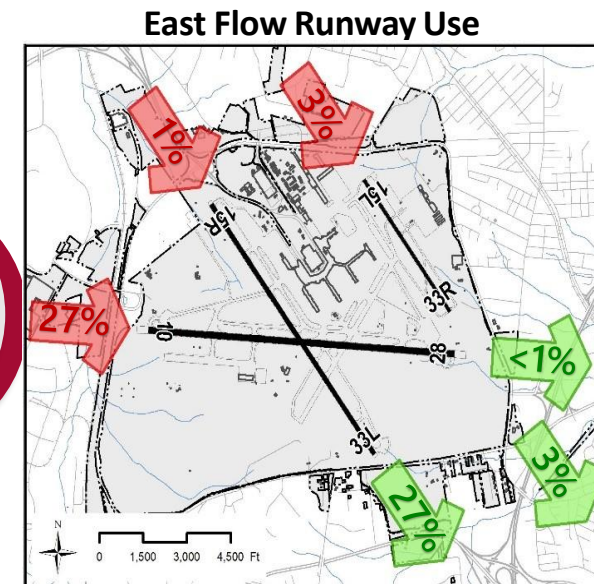 East Flow Runway Use
1%
3%
15R
15L
33R
27%
10
28
<1%
33L
3%
27%
N
0 1,500 3,000 4,500 Ft